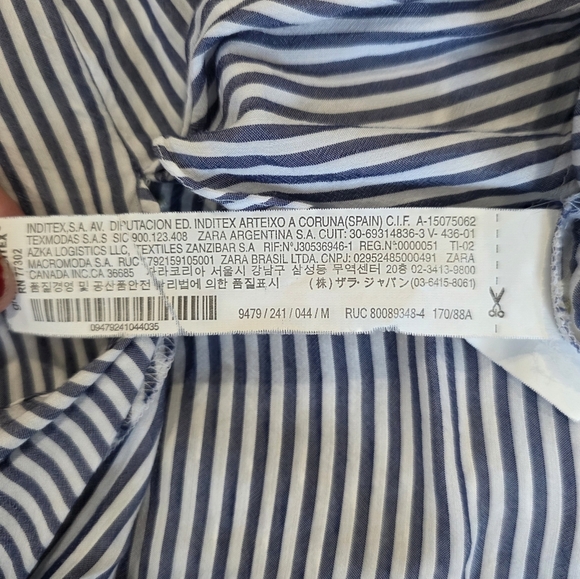 INDITEX,S.A. AV. DIPUTACION ED. INDITEX ARTEIXO A CORUNA(SPAIN) C.I.F. A-15075062
TEXMODAS S.A.S SIC 900.123.408 ZARA ARGENTINA S.A. CUIT: 30-69314836-3 V- 436-01
AZKA LOGISTICS LLC, TEXTILES ZANZIBAR S.A RIF:N°J30536946-1 REG.N°0000051 TI-02
MACROMODA S.A. RUC 1792159105001 ZARA BRASIL LTDA. CNPJ: 02952485000491
CANADA INC.CA 36685 자라코리아 서울시 강남구 삼성동 무역센터 20층 02-3413-9800
품질경영 및 공산품안전 관리법에 의한 품질표시 (株) ザラ・ジャパン (03-6415-8061)
RN 77302
09479241044035
9479 / 241 / 044 / M RUC 80089348-4 170/88A